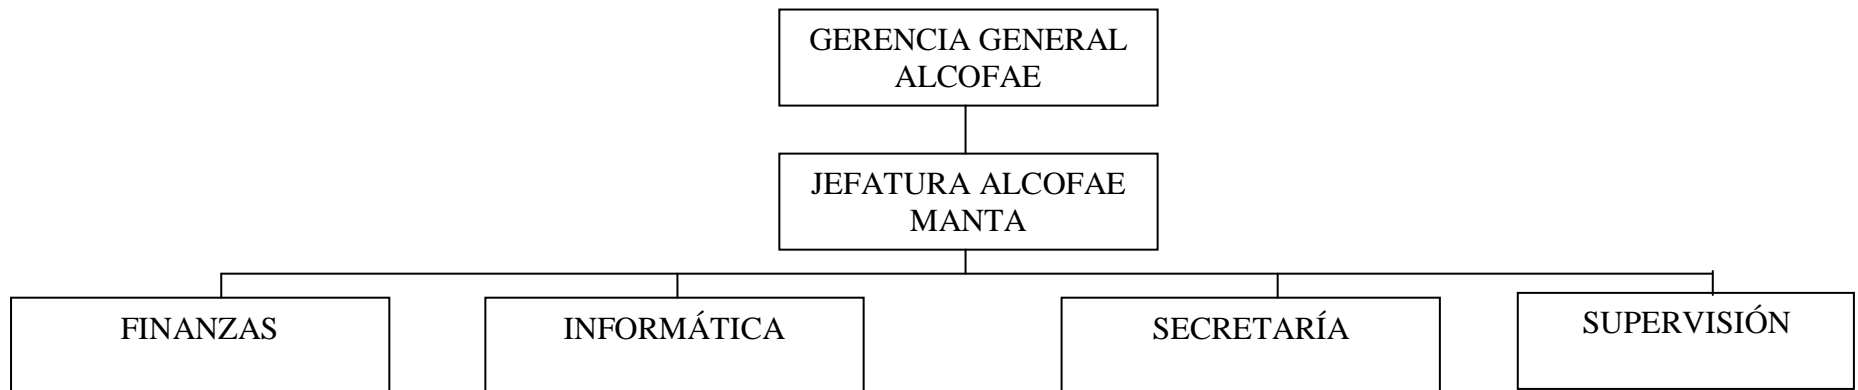 GERENCIA GENERAL
ALCOFAE
JEFATURA ALCOFAE
MANTA
FINANZAS
INFORMÁTICA
SECRETARÍA
SUPERVISIÓN